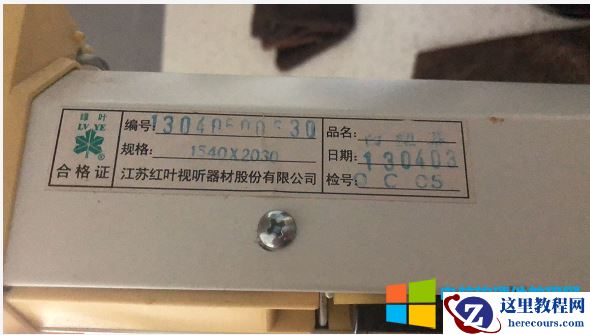 绿叶
LV YE
®
合格证
编号:
规格: 1540X2030
江苏红叶视听器材股份有限公司
品名:
日期: 130403
检号:
这里教程网
herecours.com